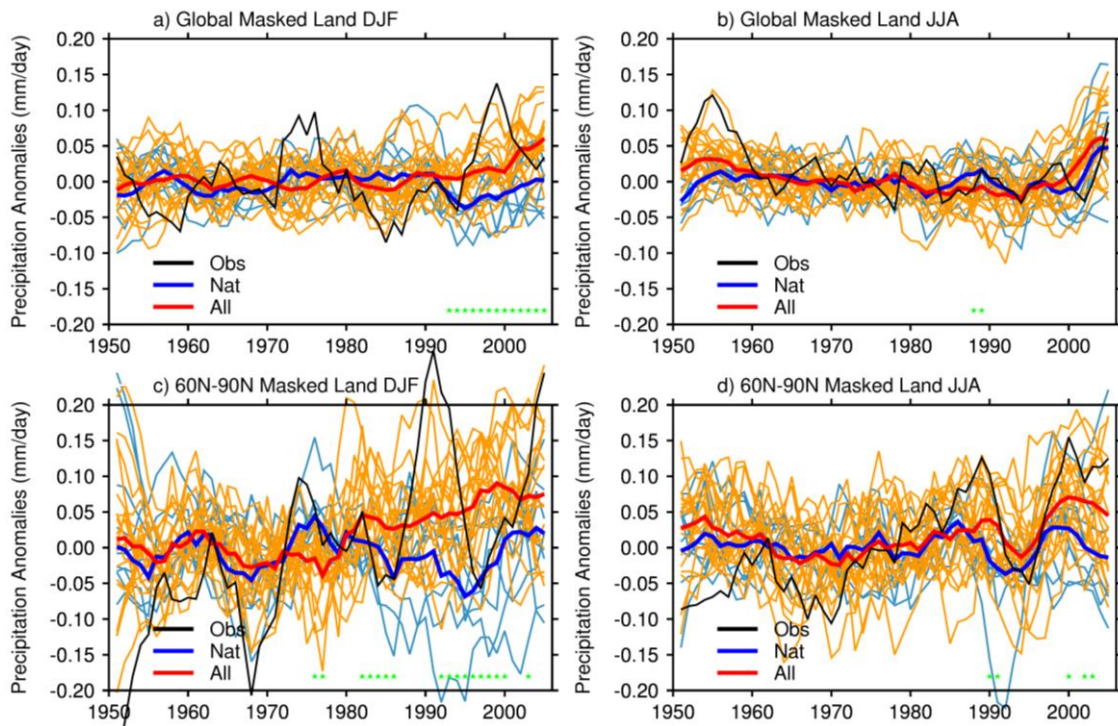 a) Global Masked Land DJF
Precipitation Anomalies (mm/day)
0.20
0.15
0.10
0.05
0.00
-0.05
-0.10
-0.15
-0.20
Obs
Nat
All
1950 1960 1970 1980 1990 2000
b) Global Masked Land JJA
Precipitation Anomalies (mm/day)
0.20
0.15
0.10
0.05
0.00
-0.05
-0.10
-0.15
-0.20
Obs
Nat
All
1950 1960 1970 1980 1990 2000
c) 60N-90N Masked Land DJF
Precipitation Anomalies (mm/day)
0.20
0.15
0.10
0.05
0.00
-0.05
-0.10
-0.15
-0.20
Obs
Nat
All
1950 1960 1970 1980 1990 2000
d) 60N-90N Masked Land JJA
Precipitation Anomalies (mm/day)
0.20
0.15
0.10
0.05
0.00
-0.05
-0.10
-0.15
-0.20
Obs
Nat
All
1950 1960 1970 1980 1990 2000